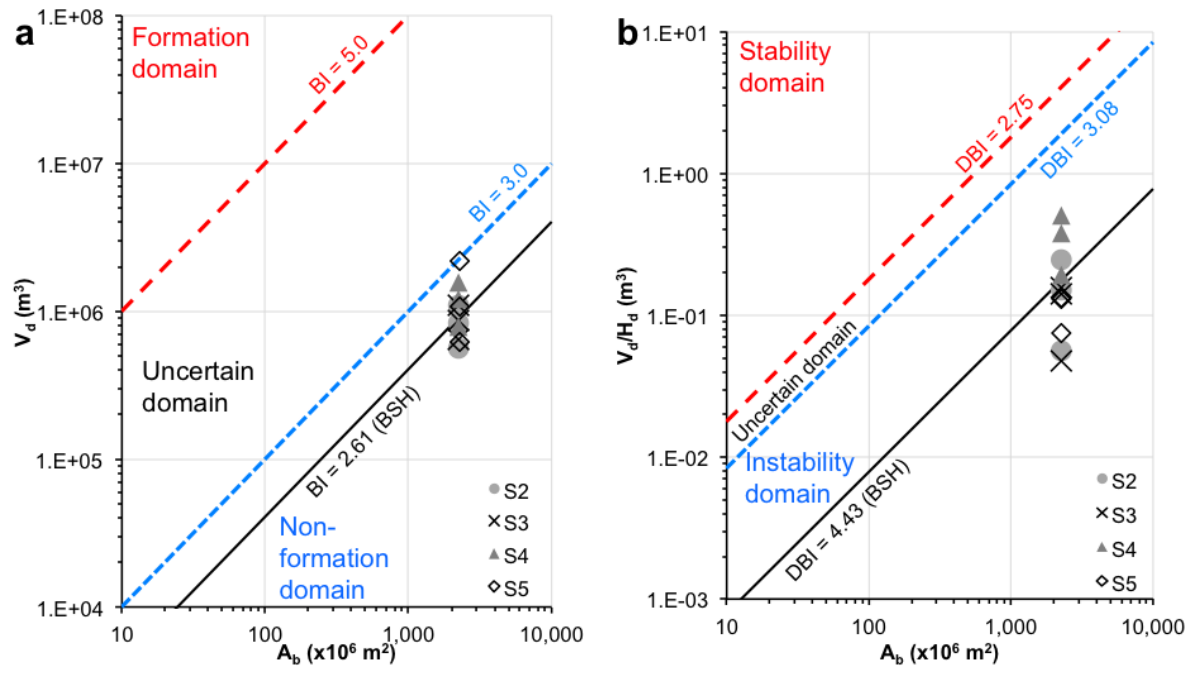 a
1.E+08
1.E+07
1.E+06
1.E+05
1.E+04
V_d (m³)
Formation
domain
BI = 5.0
BI = 3.0
Uncertain
domain
BI = 2.61 (BSH)
Non-
formation
domain
S2
S3
S4
S5
10
100
1,000
10,000
A_b (x10⁶ m²)
b
1.E+01
1.E+00
1.E-01
1.E-02
1.E-03
V_d/H_d (m³)
Stability
domain
DBI = 2.75
DBI = 3.08
Uncertain domain
Instability
domain
DBI = 4.43 (BSH)
S2
S3
S4
S5
10
100
1,000
10,000
A_b (x10⁶ m²)